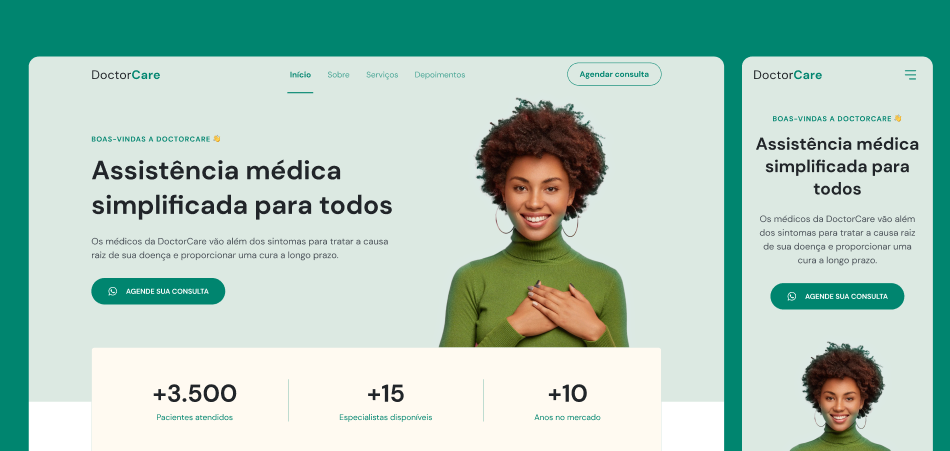 DoctorCare
Início Sobre Serviços Depoimentos
Agendar consulta
BOAS-VINDAS A DOCTORCARE 👋
Assistência médica
simplificada para todos
Os médicos da DoctorCare vão além dos sintomas para tratar a causa
raiz de sua doença e proporcionar uma cura a longo prazo.
AGENDE SUA CONSULTA
+3.500
Pacientes atendidos
+15
Especialistas disponíveis
+10
Anos no mercado
DoctorCare
BOAS-VINDAS A DOCTORCARE 👋
Assistência médica
simplificada para
todos
Os médicos da DoctorCare vão além
dos sintomas para tratar a causa raiz
de sua doença e proporcionar uma
cura a longo prazo.
AGENDE SUA CONSULTA